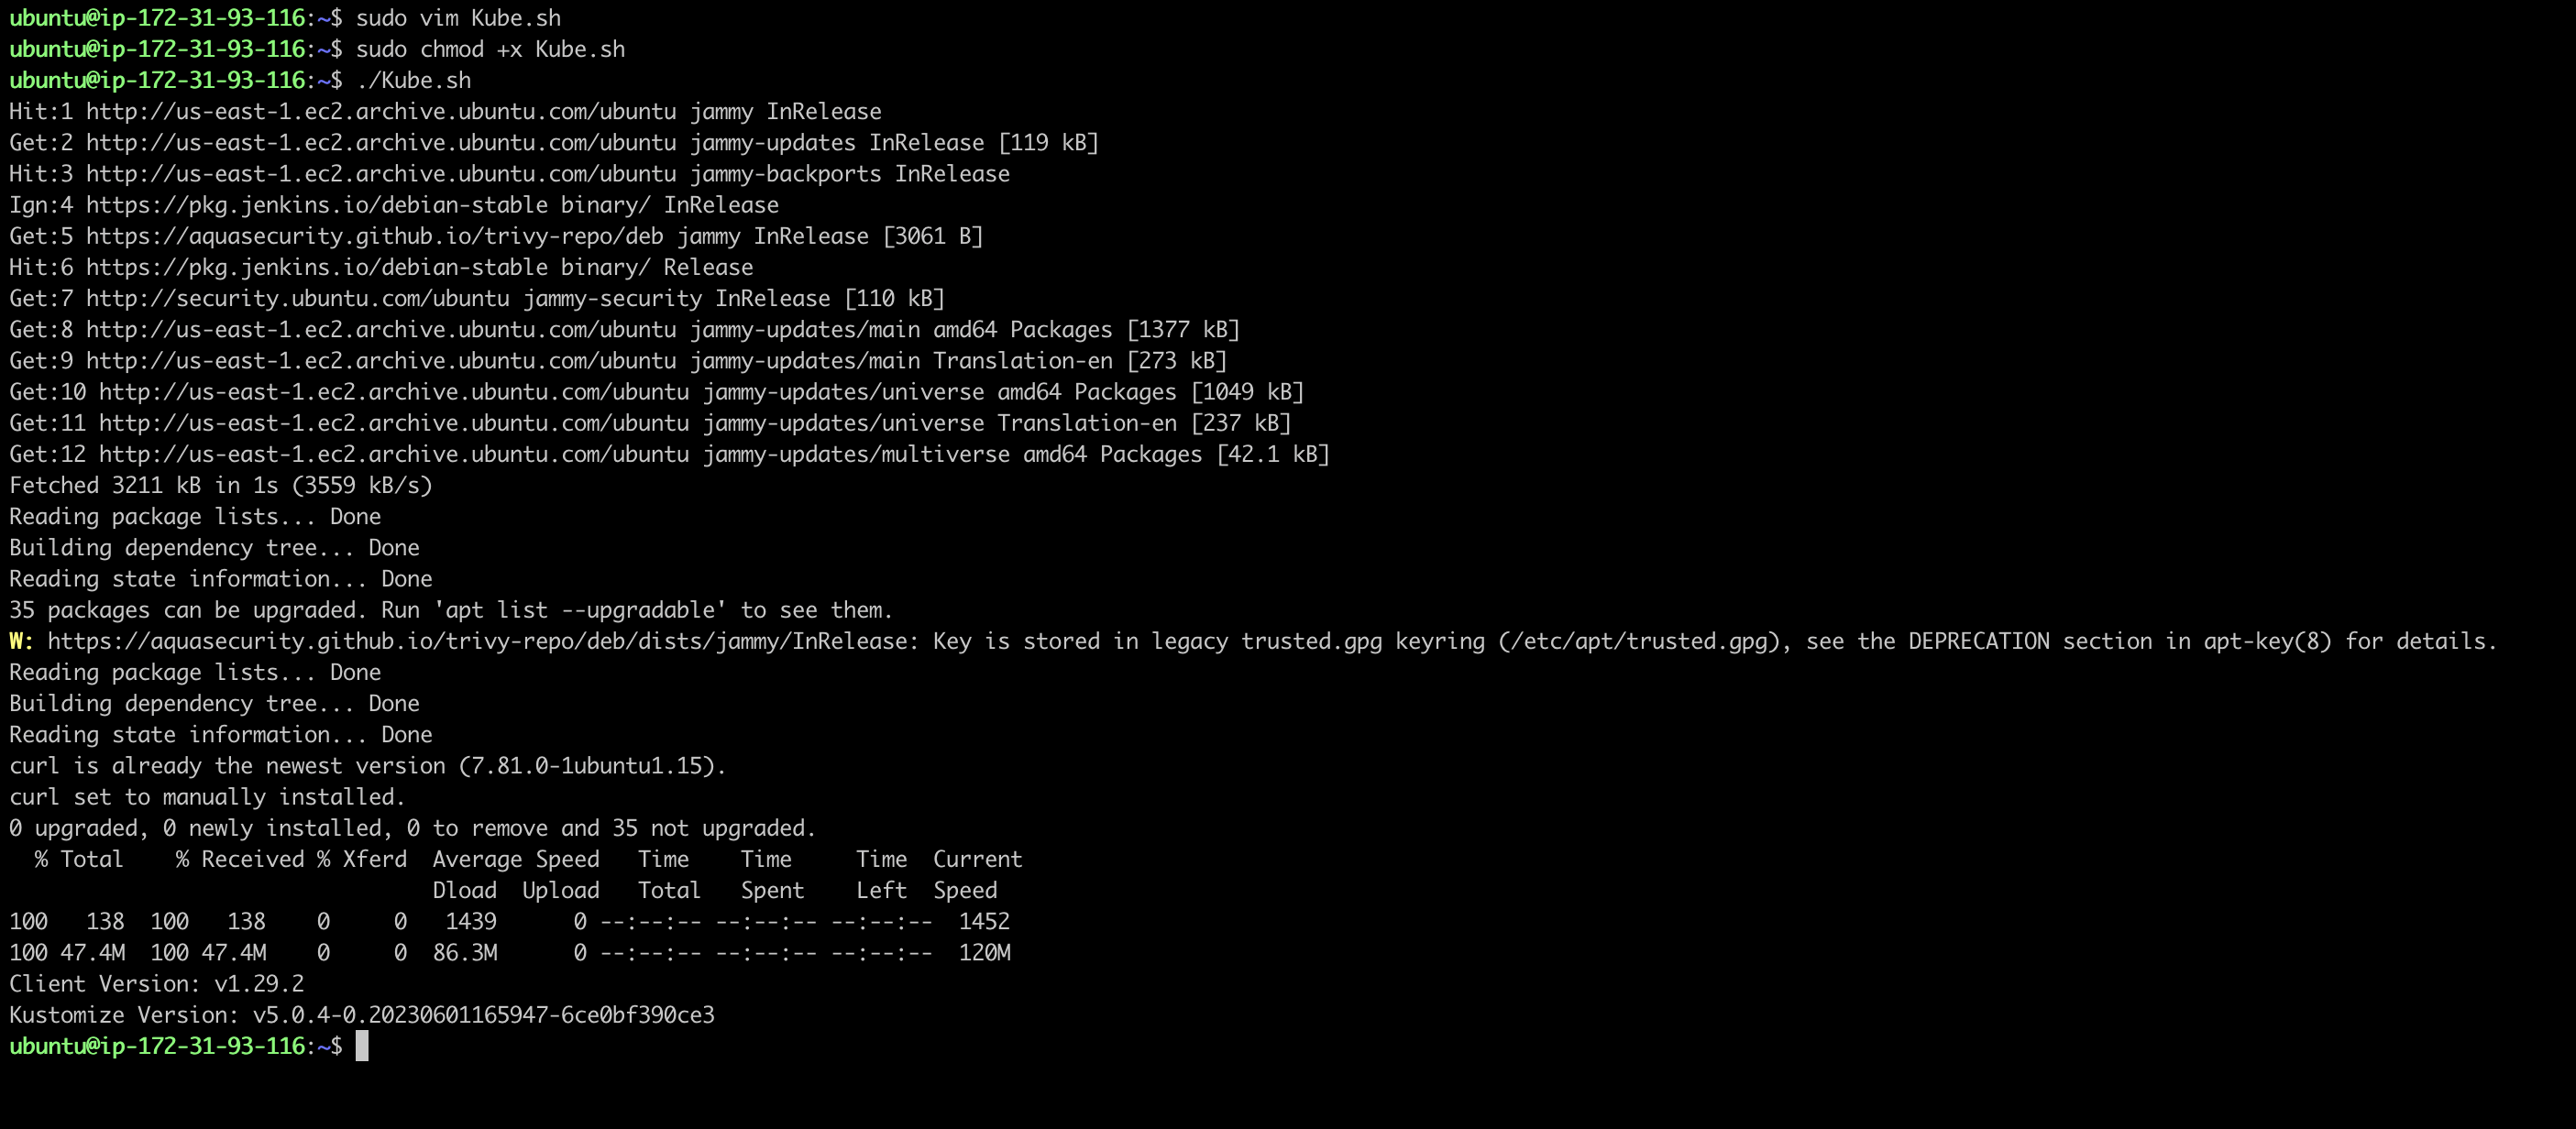 ubuntu@ip-172-31-93-116:~$ sudo vim Kube.sh
ubuntu@ip-172-31-93-116:~$ sudo chmod +x Kube.sh
ubuntu@ip-172-31-93-116:~$ ./Kube.sh
Hit:1 http://us-east-1.ec2.archive.ubuntu.com/ubuntu jammy InRelease
Get:2 http://us-east-1.ec2.archive.ubuntu.com/ubuntu jammy-updates InRelease [119 kB]
Hit:3 http://us-east-1.ec2.archive.ubuntu.com/ubuntu jammy-backports InRelease
Ign:4 https://pkg.jenkins.io/debian-stable binary/ InRelease
Get:5 https://aquasecurity.github.io/trivy-repo/deb jammy InRelease [3061 B]
Hit:6 https://pkg.jenkins.io/debian-stable binary/ Release
Get:7 http://security.ubuntu.com/ubuntu jammy-security InRelease [110 kB]
Get:8 http://us-east-1.ec2.archive.ubuntu.com/ubuntu jammy-updates/main amd64 Packages [1377 kB]
Get:9 http://us-east-1.ec2.archive.ubuntu.com/ubuntu jammy-updates/main Translation-en [273 kB]
Get:10 http://us-east-1.ec2.archive.ubuntu.com/ubuntu jammy-updates/universe amd64 Packages [1049 kB]
Get:11 http://us-east-1.ec2.archive.ubuntu.com/ubuntu jammy-updates/universe Translation-en [237 kB]
Get:12 http://us-east-1.ec2.archive.ubuntu.com/ubuntu jammy-updates/multiverse amd64 Packages [42.1 kB]
Fetched 3211 kB in 1s (3559 kB/s)
Reading package lists... Done
Building dependency tree... Done
Reading state information... Done
35 packages can be upgraded. Run 'apt list --upgradable' to see them.
W: https://aquasecurity.github.io/trivy-repo/deb/dists/jammy/InRelease: Key is stored in legacy trusted.gpg keyring (/etc/apt/trusted.gpg), see the DEPRECATION section in apt-key(8) for details.
Reading package lists... Done
Building dependency tree... Done
Reading state information... Done
curl is already the newest version (7.81.0-1ubuntu1.15).
curl set to manually installed.
0 upgraded, 0 newly installed, 0 to remove and 35 not upgraded.
  % Total    % Received % Xferd  Average Speed   Time    Time     Time  Current
                                 Dload  Upload   Total   Spent    Left  Speed
100   138  100   138    0     0   1439      0 --:--:-- --:--:-- --:--:--  1452
100 47.4M  100 47.4M    0     0  86.3M      0 --:--:-- --:--:-- --:--:--  120M
Client Version: v1.29.2
Kustomize Version: v5.0.4-0.20230601165947-6ce0bf390ce3
ubuntu@ip-172-31-93-116:~$